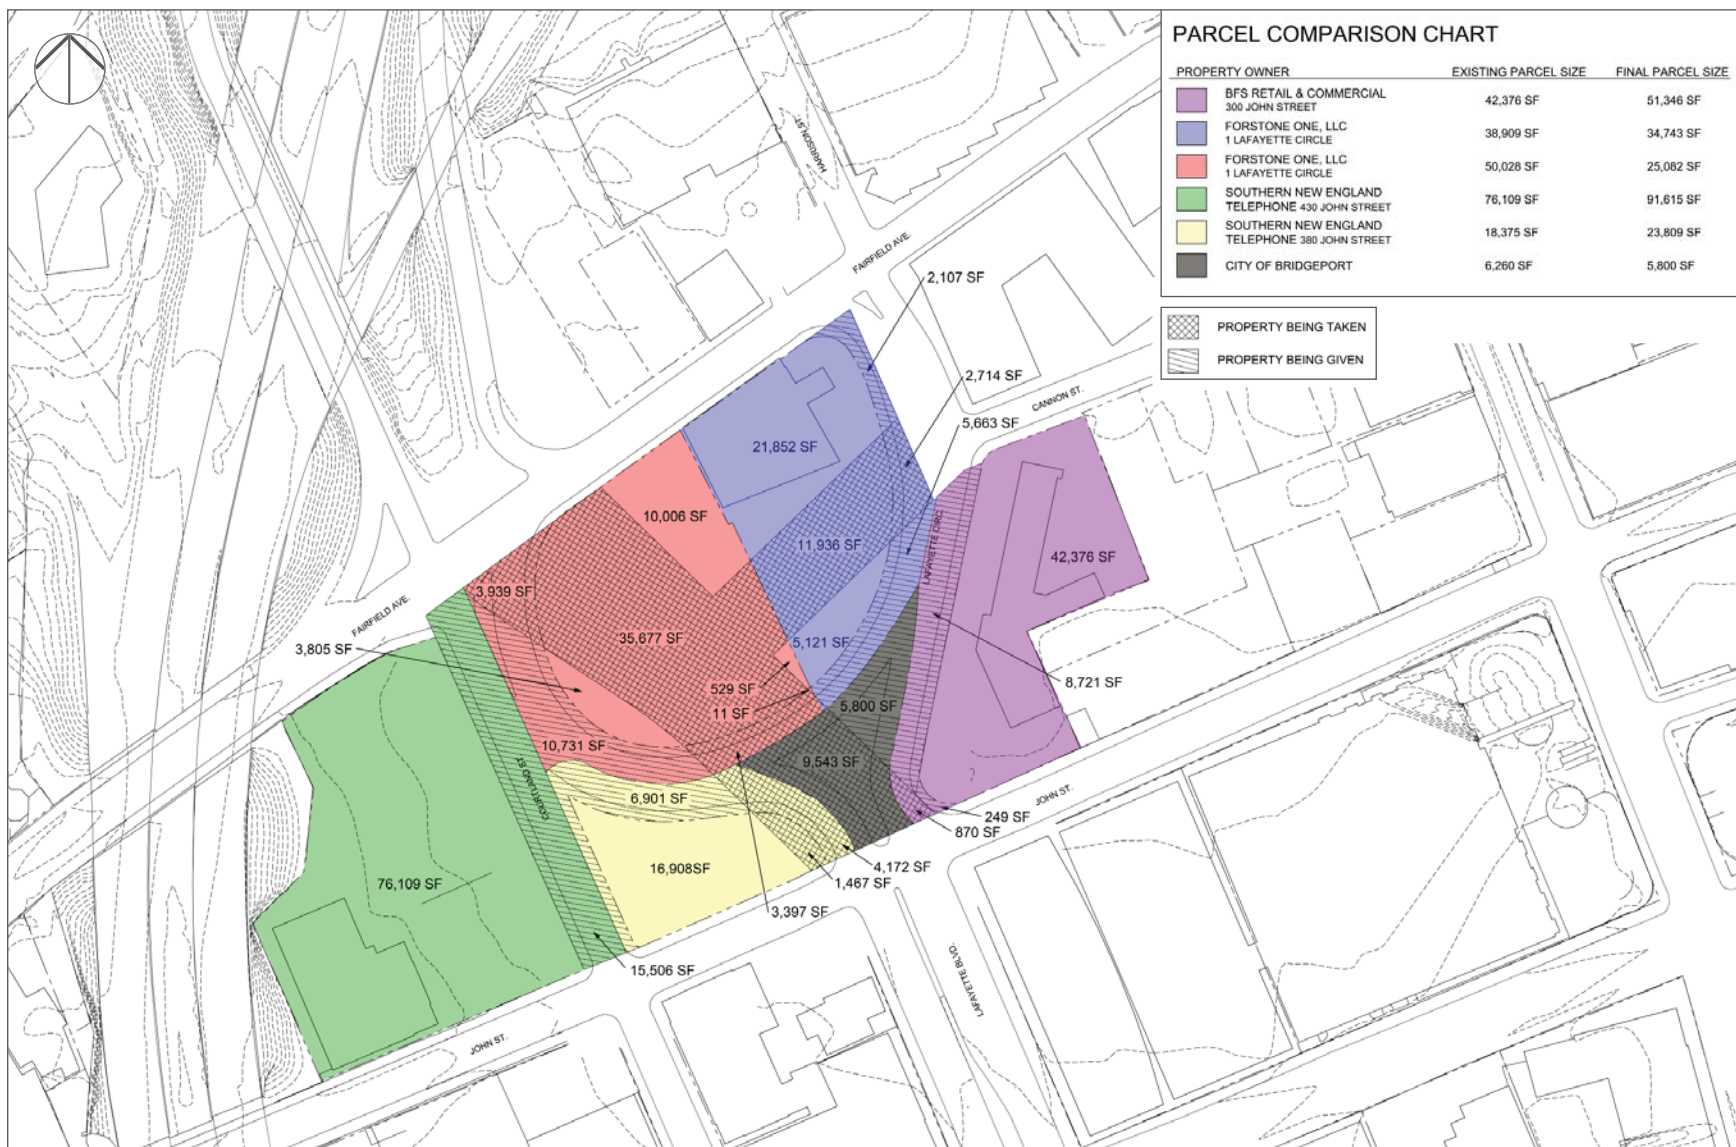 PARCEL COMPARISON CHART
PROPERTY OWNER EXISTING PARCEL SIZE FINAL PARCEL SIZE
BFS RETAIL & COMMERCIAL
300 JOHN STREET 42,376 SF 51,346 SF
FORSTONE ONE, LLC
1 LAFAYETTE CIRCLE 38,909 SF 34,743 SF
FORSTONE ONE, LLC
1 LAFAYETTE CIRCLE 50,028 SF 25,082 SF
SOUTHERN NEW ENGLAND
TELEPHONE 430 JOHN STREET 76,109 SF 91,615 SF
SOUTHERN NEW ENGLAND
TELEPHONE 380 JOHN STREET 18,375 SF 23,809 SF
CITY OF BRIDGEPORT 6,260 SF 5,800 SF
PROPERTY BEING TAKEN
PROPERTY BEING GIVEN
HARRISON ST.
FAIRFIELD AVE.
2,107 SF
2,714 SF
CANNON ST.
5,663 SF
21,852 SF
10,006 SF
11,936 SF
LAFAYETTE CIRC.
42,376 SF
3,939 SF
FAIRFIELD AVE.
35,677 SF
5,121 SF
3,805 SF
529 SF
8,721 SF
11 SF
5,800 SF
10,731 SF
9,543 SF
COURTLAND ST.
6,901 SF
JOHN ST.
249 SF
870 SF
16,908SF
4,172 SF
1,467 SF
76,109 SF
3,397 SF
15,506 SF
LAFAYETTE BLVD.
JOHN ST.